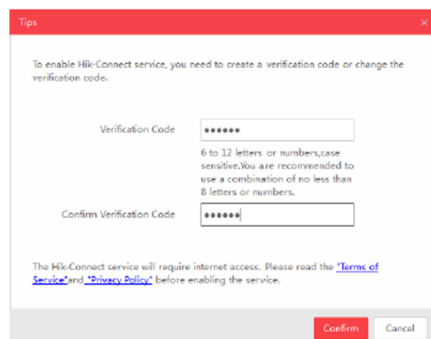 Tips ×
To enable Hik-Connect service, you need to create a verification code or change the
verification code.
Verification Code ●●●●●●
6 to 12 letters or numbers,case
sensitive.You are recommended to
use a combination of no less than
8 letters or numbers.
Confirm Verification Code ●●●●●●
The Hik-Connect service will require internet access. Please read the "Terms of
Service"and "Privacy Policy" before enabling the service.
Confirm Cancel